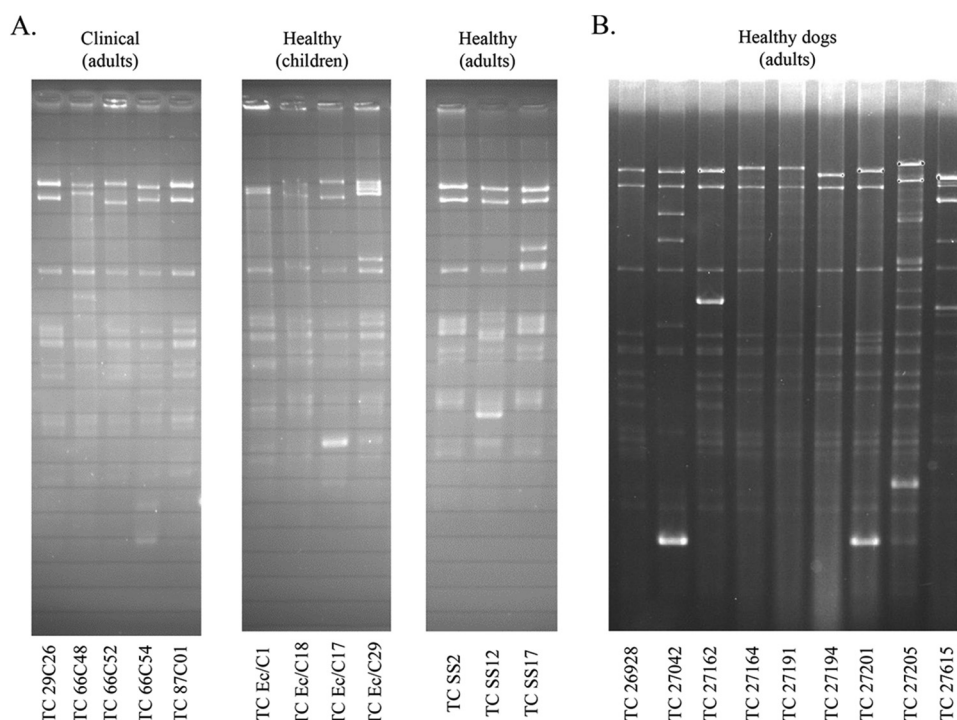 A.
Clinical
(adults)
Healthy
(children)
Healthy
(adults)
B.
Healthy dogs
(adults)
TC 29C26
TC 66C48
TC 66C52
TC 66C54
TC 87C01
TC Ec/C1
TC Ec/C18
TC Ec/C17
TC Ec/C29
TC SS2
TC SS12
TC SS17
TC 26928
TC 27042
TC 27162
TC 27164
TC 27191
TC 27194
TC 27201
TC 27205
TC 27615